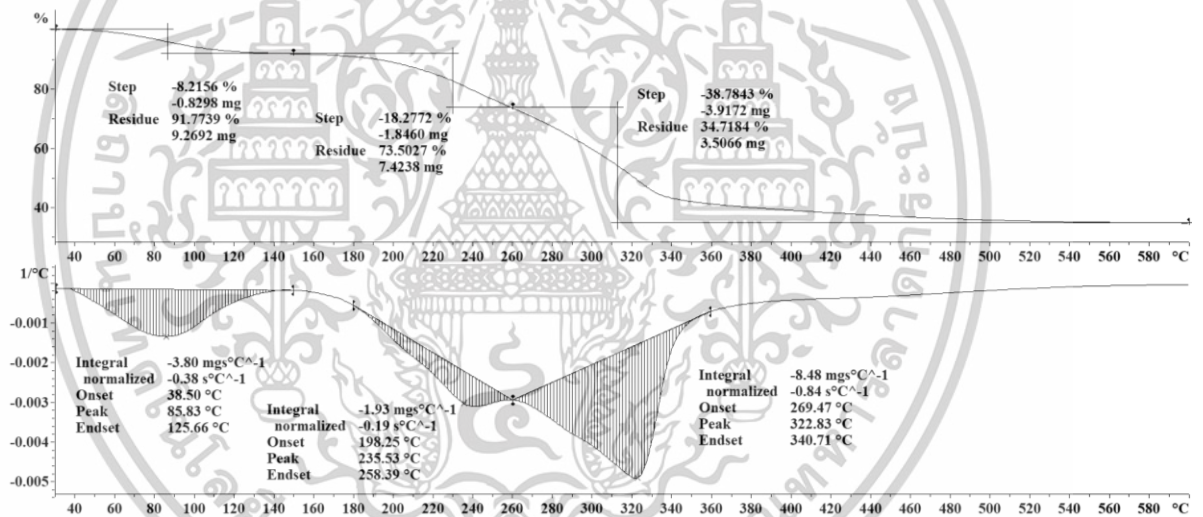 %
80
60
40
Step -8.2156 %
-0.8298 mg
Residue 91.7739 %
9.2692 mg
Step -18.2772 %
-1.8460 mg
Residue 73.5027 %
7.4238 mg
Step -38.7843 %
-3.9172 mg
Residue 34.7184 %
3.5066 mg
40 60 80 100 120 140 160 180 200 220 240 260 280 300 320 340 360 380 400 420 440 460 480 500 520 540 560 580 °C
1/°C
-0.001
-0.002
-0.003
-0.004
-0.005
Integral -3.80 mgs°C^-1
normalized -0.38 s°C^-1
Onset 38.50 °C
Peak 85.83 °C
Endset 125.66 °C
Integral -1.93 mgs°C^-1
normalized -0.19 s°C^-1
Onset 198.25 °C
Peak 235.53 °C
Endset 258.39 °C
Integral -8.48 mgs°C^-1
normalized -0.84 s°C^-1
Onset 269.47 °C
Peak 322.83 °C
Endset 340.71 °C
40 60 80 100 120 140 160 180 200 220 240 260 280 300 320 340 360 380 400 420 440 460 480 500 520 540 560 580 °C